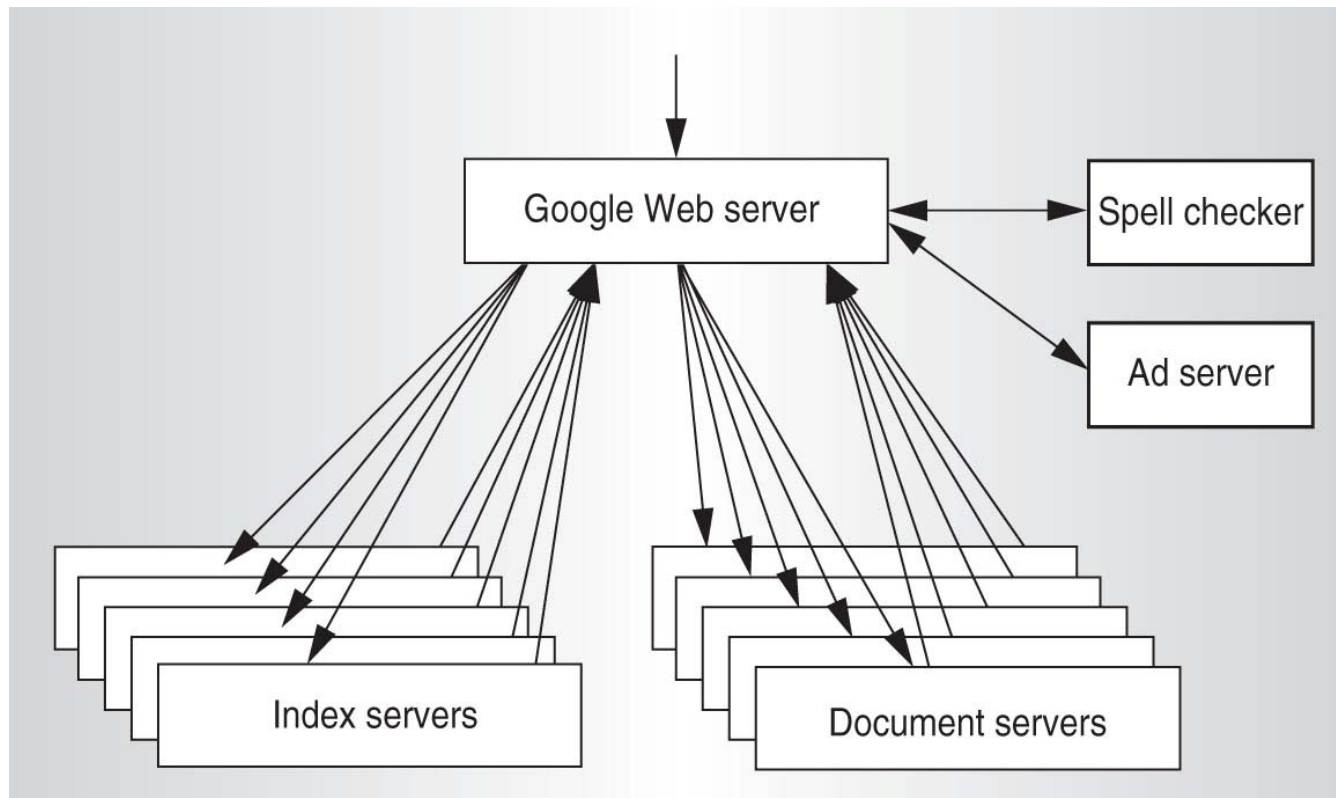 Google Web server
Spell checker
Ad server
Index servers
Document servers